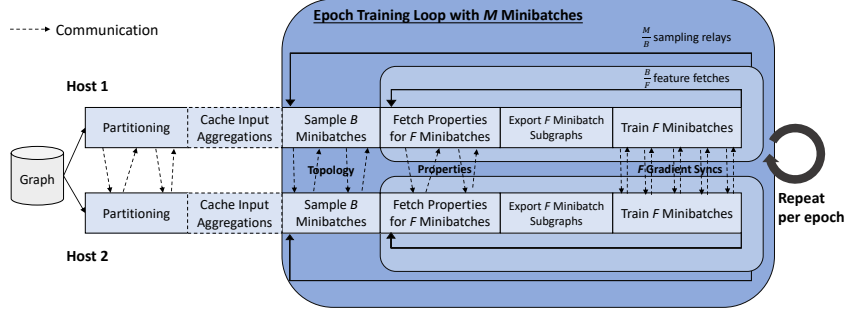 Epoch Training Loop with M Minibatches
Communication
M/B sampling relays
B/F feature fetches
Host 1
Partitioning
Cache Input
Aggregations
Sample B
Minibatches
Fetch Properties
for F Minibatches
Export F Minibatch
Subgraphs
Train F Minibatches
Graph
Topology
Properties
F Gradient Syncs
Repeat
per epoch
Partitioning
Cache Input
Aggregations
Sample B
Minibatches
Fetch Properties
for F Minibatches
Export F Minibatch
Subgraphs
Train F Minibatches
Host 2